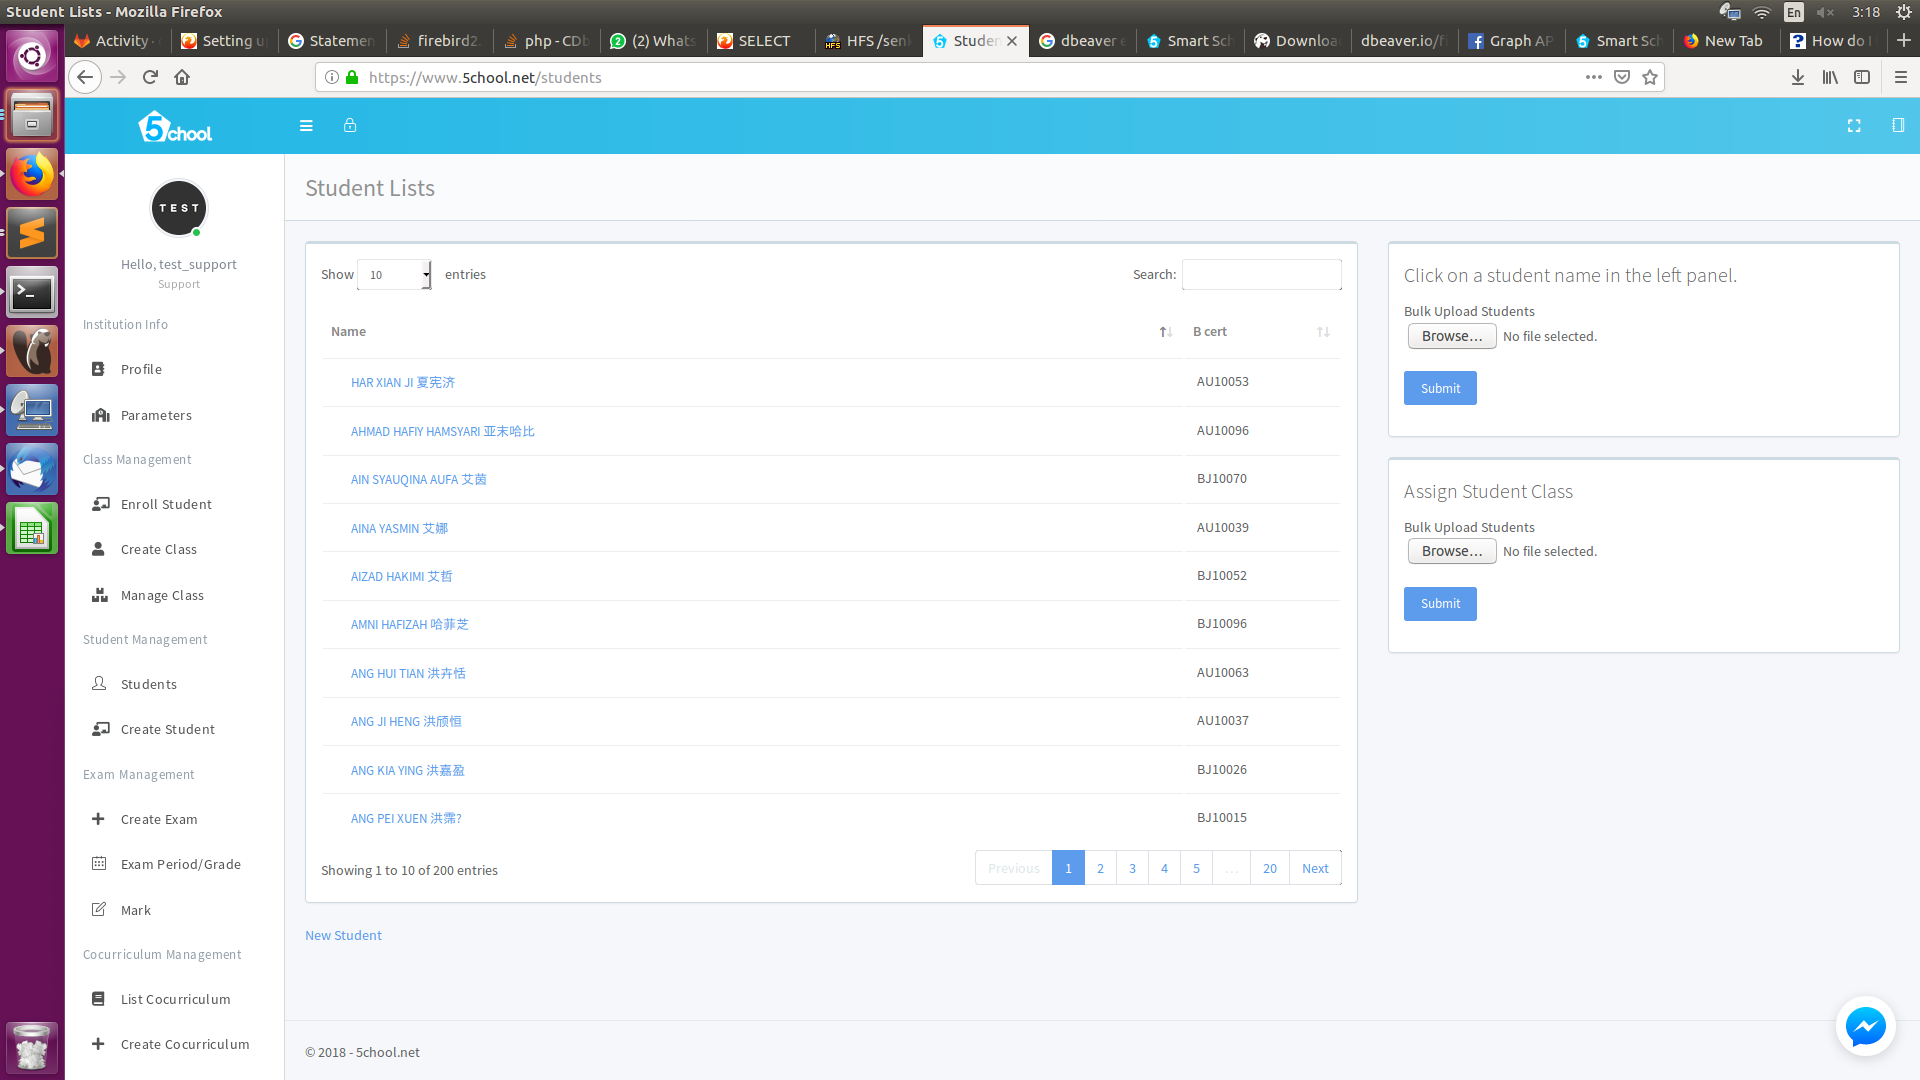 Student Lists - Mozilla Firefox
En
3:18
Activity
Setting u
Statemen
firebird2.
php - CDb
(2) Whats
SELECT
HFS /sen
Studen
dbeaver e
Smart Sch
Downloa
dbeaver.io/fi
Graph AP
Smart Sch
New Tab
How do I
https://www.5chool.net/students
5chool
TEST
Hello, test_support
Support
Institution Info
Profile
Parameters
Class Management
Enroll Student
Create Class
Manage Class
Student Management
Students
Create Student
Exam Management
Create Exam
Exam Period/Grade
Mark
Cocurriculum Management
List Cocurriculum
Create Cocurriculum
Student Lists
Show 10 entries
Search:
Name B cert
HAR XIAN JI 夏宪济 AU10053
AHMAD HAFIY HAMSYARI 亚末哈比 AU10096
AIN SYAUQINA AUFA 艾茵 BJ10070
AINA YASMIN 艾娜 AU10039
AIZAD HAKIMI 艾哲 BJ10052
AMNI HAFIZAH 哈菲芝 BJ10096
ANG HUI TIAN 洪卉恬 AU10063
ANG JI HENG 洪颀恒 AU10037
ANG KIA YING 洪嘉盈 BJ10026
ANG PEI XUEN 洪霈? BJ10015
Showing 1 to 10 of 200 entries
Previous 1 2 3 4 5 … 20 Next
New Student
Click on a student name in the left panel.
Bulk Upload Students
Browse... No file selected.
Submit
Assign Student Class
Bulk Upload Students
Browse... No file selected.
Submit
© 2018 - 5chool.net